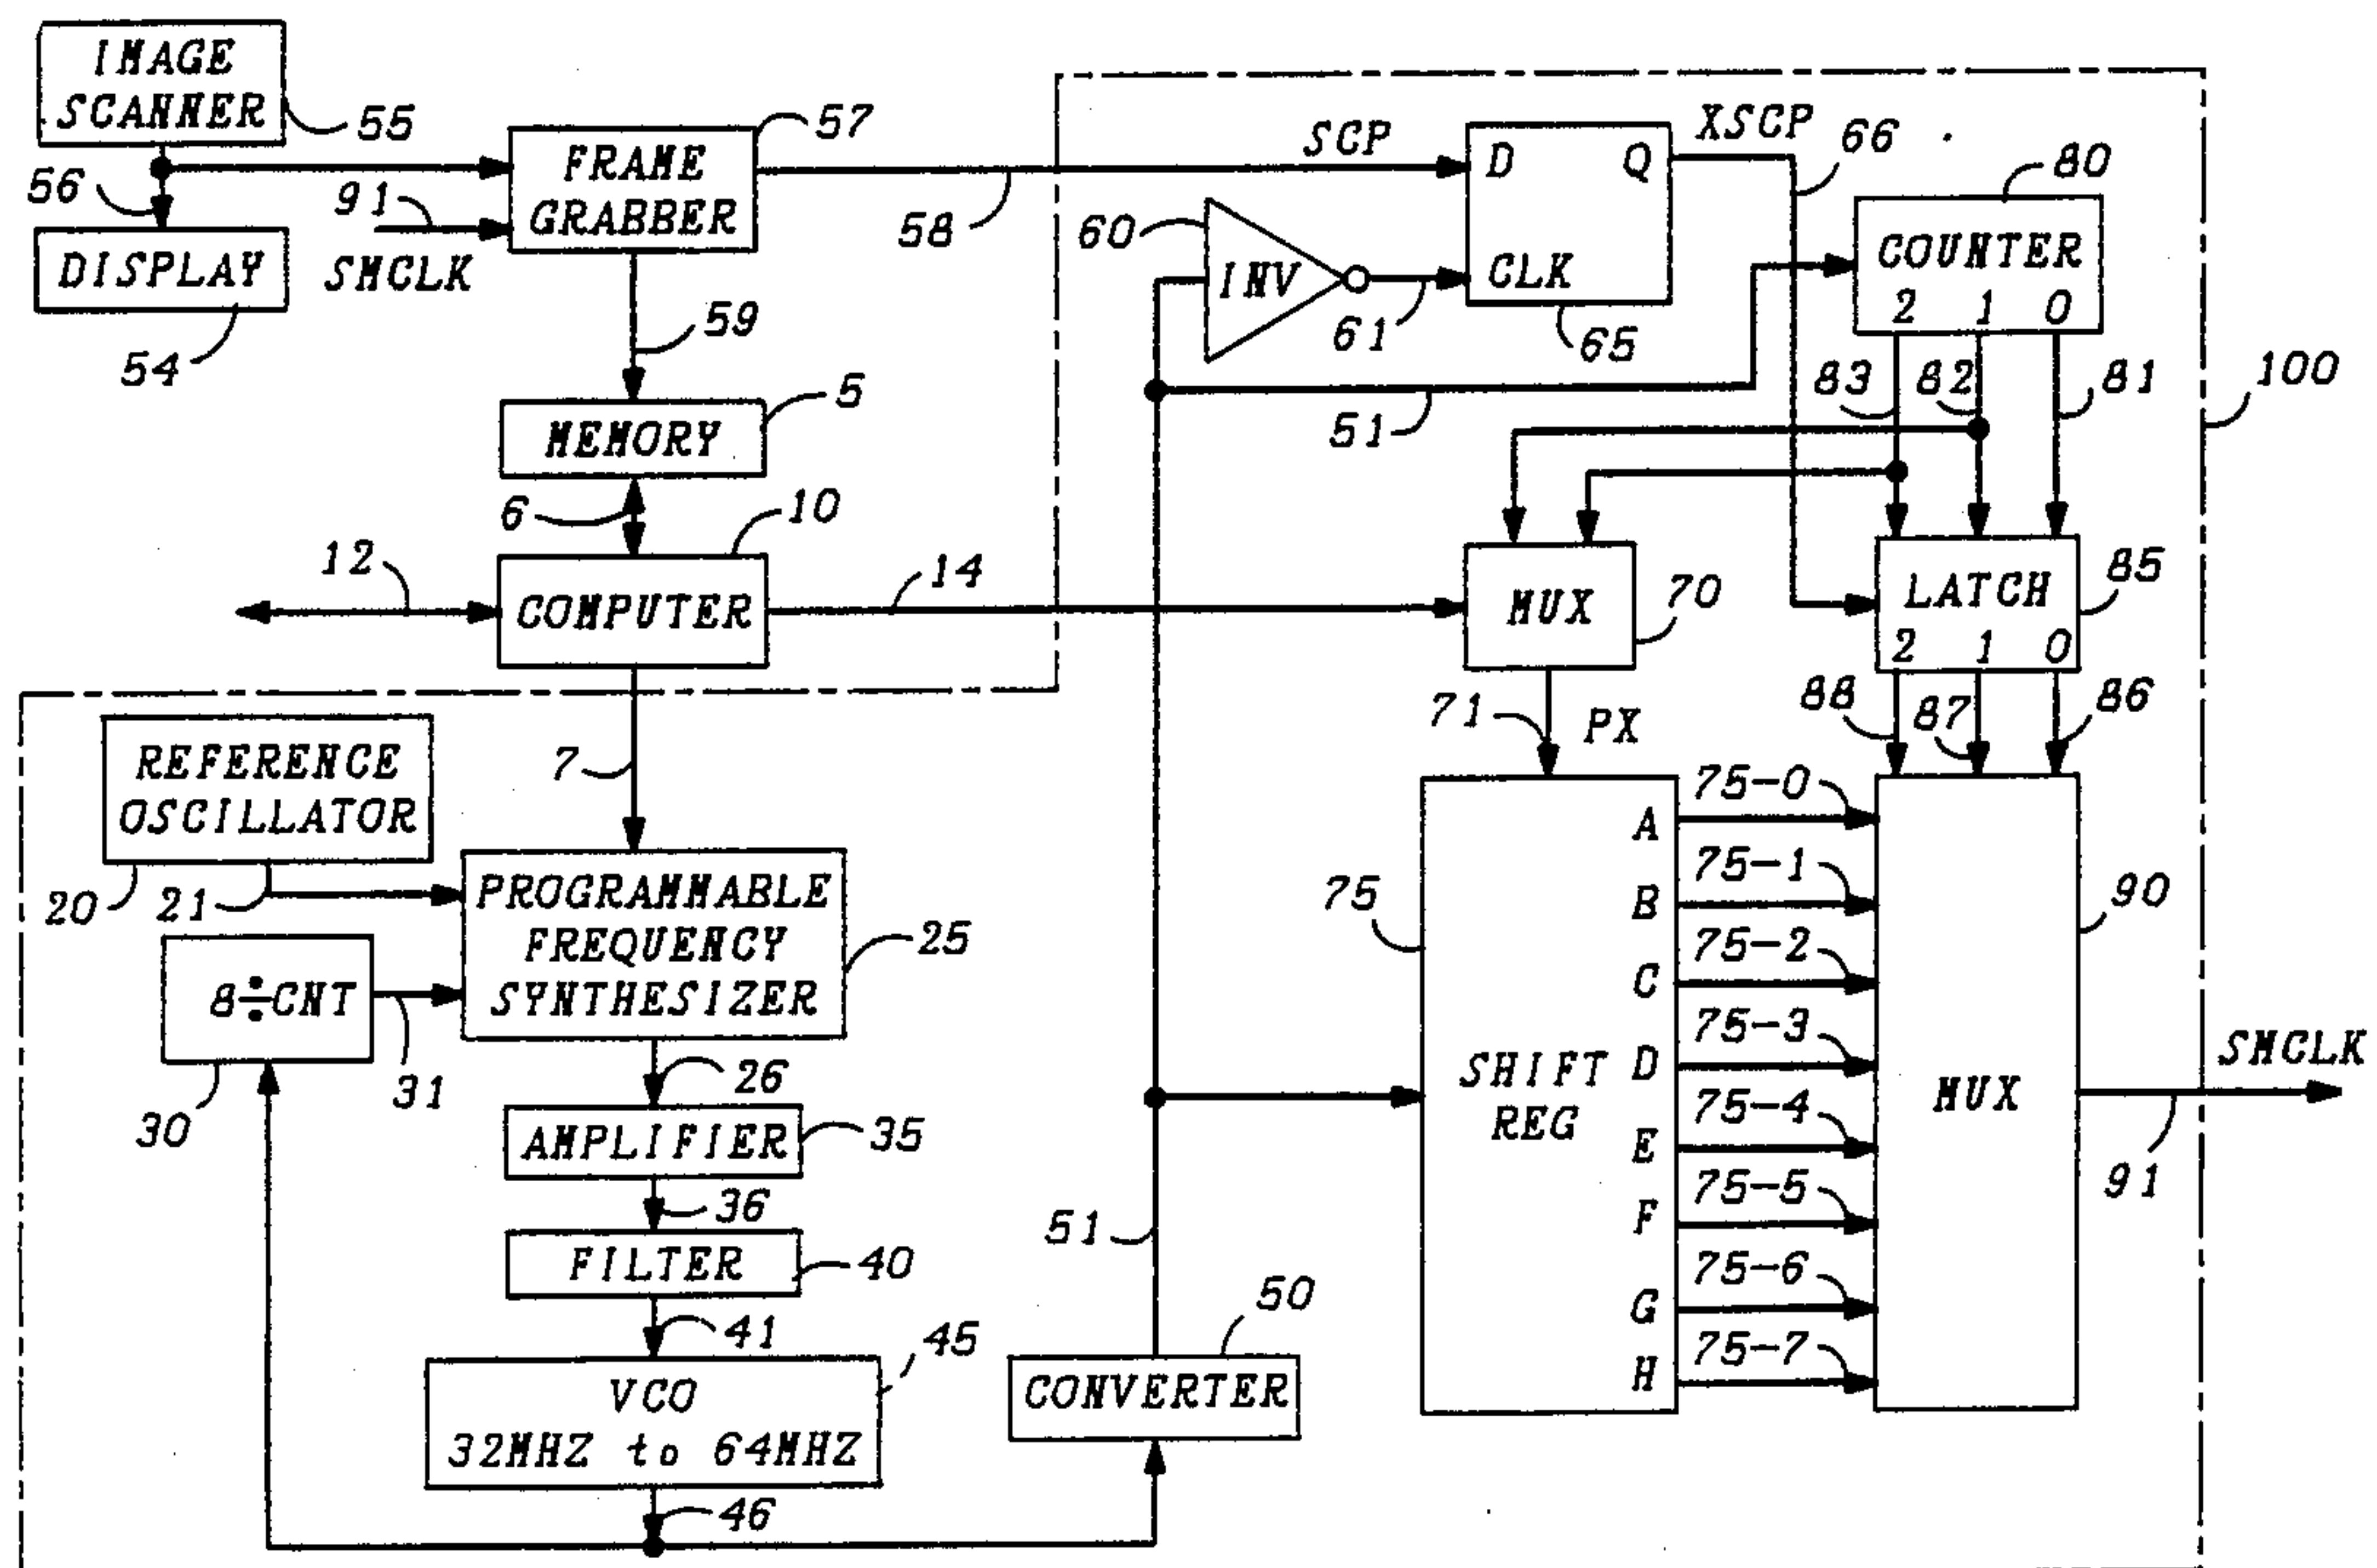 IMAGE
SCANNER
55
56
DISPLAY
54
91
SMCLK
FRAME
GRABBER
57
58
59
MEMORY
5
6
COMPUTER
10
12
14
7
SCP
D Q
CLK
65
XSCP
66
60
INV
61
51
COUNTER
2 1 0
80
83
82
81
100
MUX
70
71
PX
LATCH
2 1 0
85
88
87
86
REFERENCE
OSCILLATOR
20
21
PROGRAMMABLE
FREQUENCY
SYNTHESIZER
25
8÷CNT
30
31
26
AMPLIFIER
35
36
FILTER
40
41
VCO
32MHZ to 64MHZ
45
46
CONVERTER
50
51
SHIFT
REG
75
A
B
C
D
E
F
G
H
75-0
75-1
75-2
75-3
75-4
75-5
75-6
75-7
MUX
90
SMCLK
91